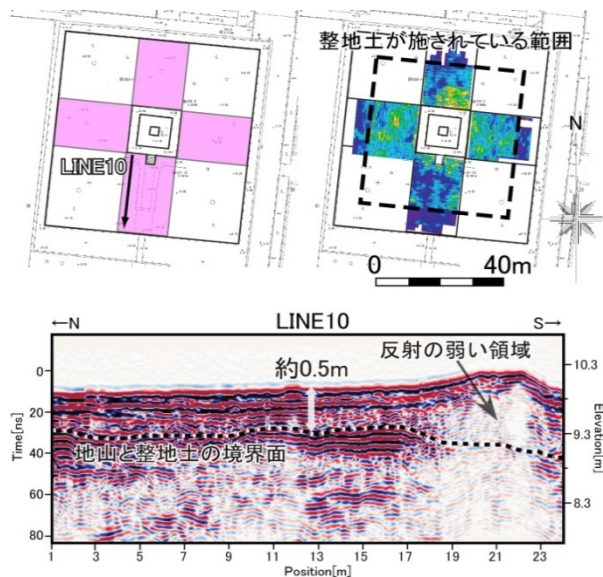 整地土が施されている範囲
LINE10
N
0 40m
LINE10
←N S→
反射の弱い領域
約0.5m
地山と整地土の境界面
Time[ns]
0
20
40
60
80
Elevation[m]
10.3
9.3
8.3
1 3 5 7 9 11 13 15 17 19 21 23
Position[m]